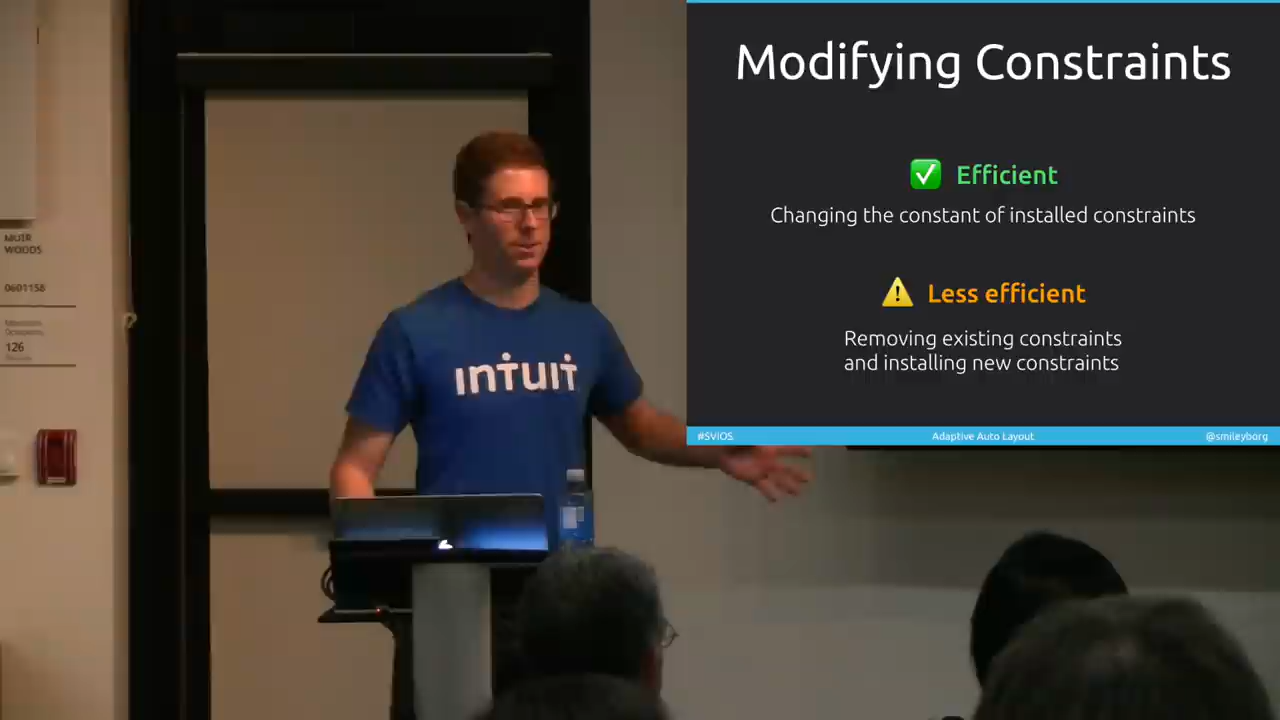 Modifying Constraints
✅ Efficient
Changing the constant of installed constraints
⚠️ Less efficient
Removing existing constraints
and installing new constraints
#SVIOS
Adaptive Auto Layout
@smileyborg
MUIR
WOODS
0601158
126
intuit